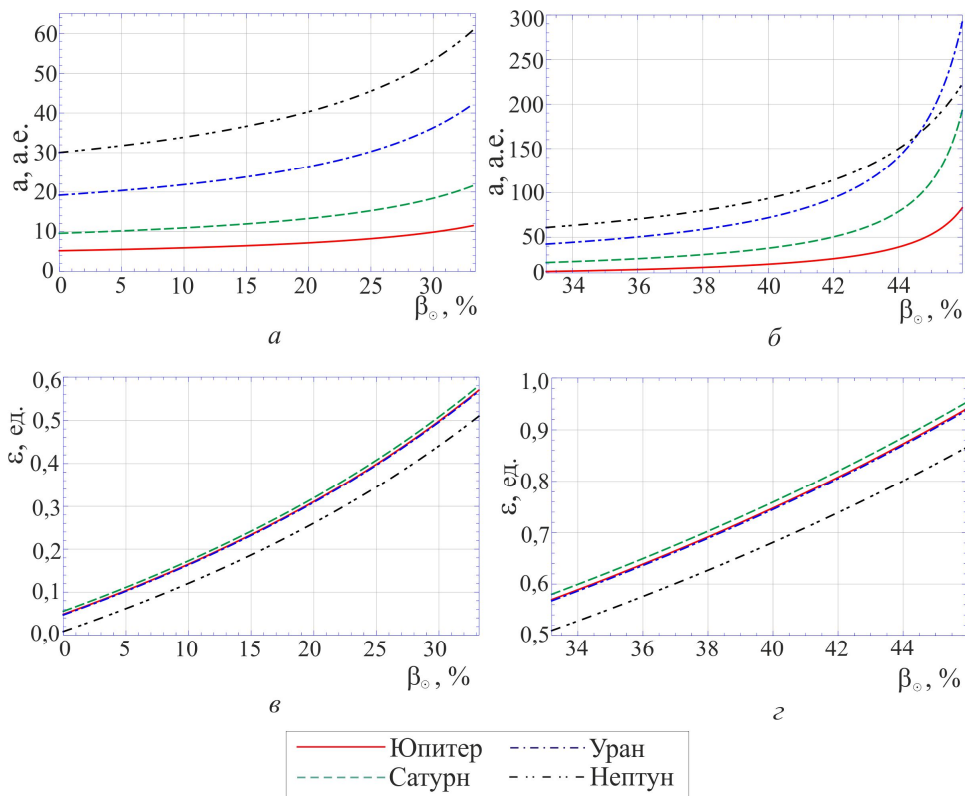 a, а.е.
60
50
40
30
20
10
0
0 5 10 15 20 25 30
β☉, %
а
a, а.е.
300
250
200
150
100
50
0
34 36 38 40 42 44
β☉, %
б
ε, ед.
0,6
0,5
0,4
0,3
0,2
0,1
0,0
0 5 10 15 20 25 30
β☉, %
в
ε, ед.
1,0
0,9
0,8
0,7
0,6
0,5
34 36 38 40 42 44
β☉, %
г
Юпитер Уран
Сатурн Нептун